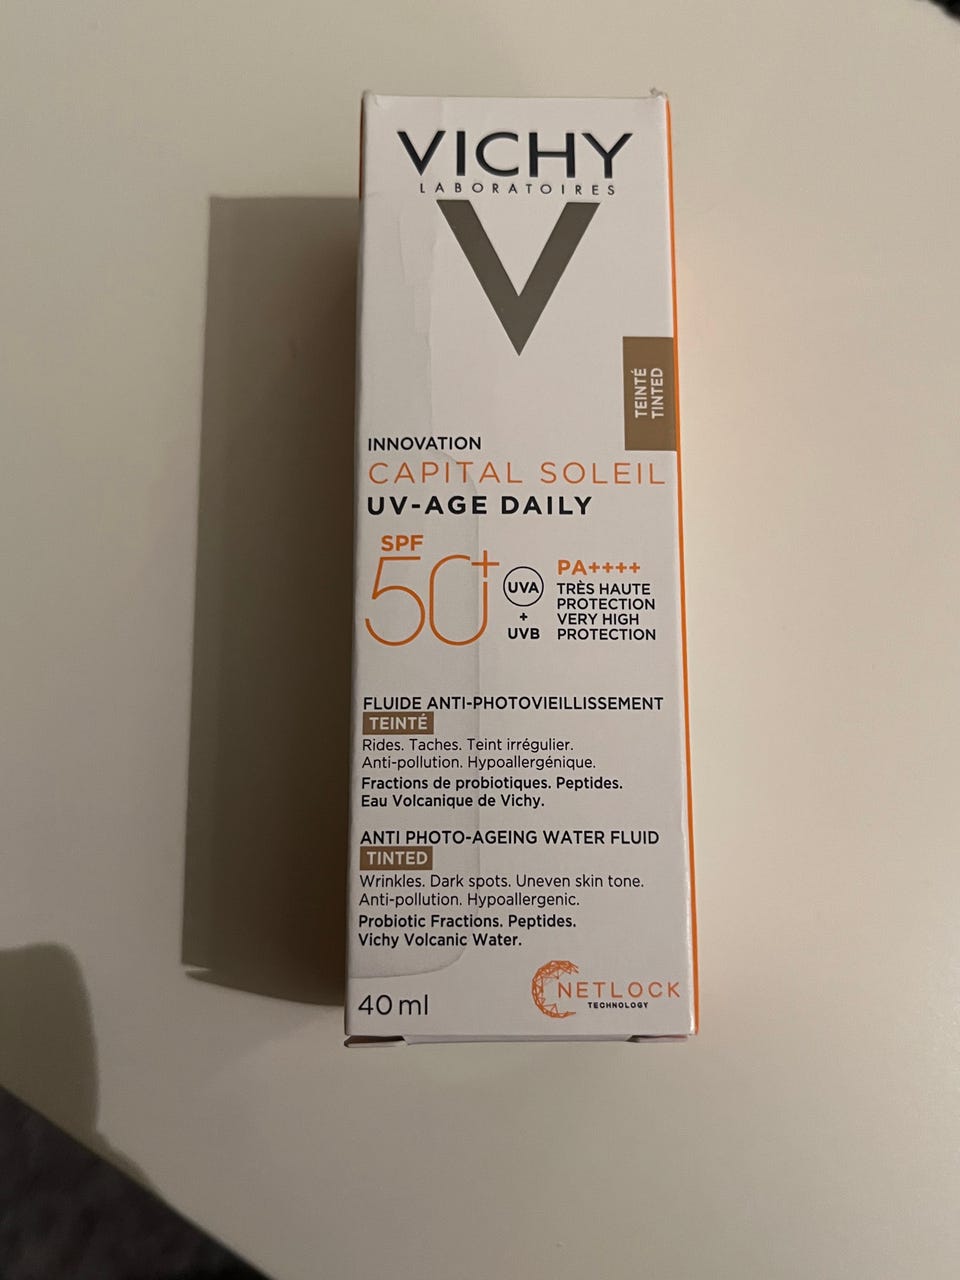 VICHY
LABORATOIRES
V
TEINTÉ
TINTED
INNOVATION
CAPITAL SOLEIL
UV-AGE DAILY
SPF
50+
UVA
+
UVB
PA++++
TRÈS HAUTE
PROTECTION
VERY HIGH
PROTECTION
FLUIDE ANTI-PHOTOVIEILLISSEMENT
TEINTÉ
Rides. Taches. Teint irrégulier.
Anti-pollution. Hypoallergénique.
Fractions de probiotiques. Peptides.
Eau Volcanique de Vichy.
ANTI PHOTO-AGEING WATER FLUID
TINTED
Wrinkles. Dark spots. Uneven skin tone.
Anti-pollution. Hypoallergenic.
Probiotic Fractions. Peptides.
Vichy Volcanic Water.
40 ml
NETLOCK
TECHNOLOGY